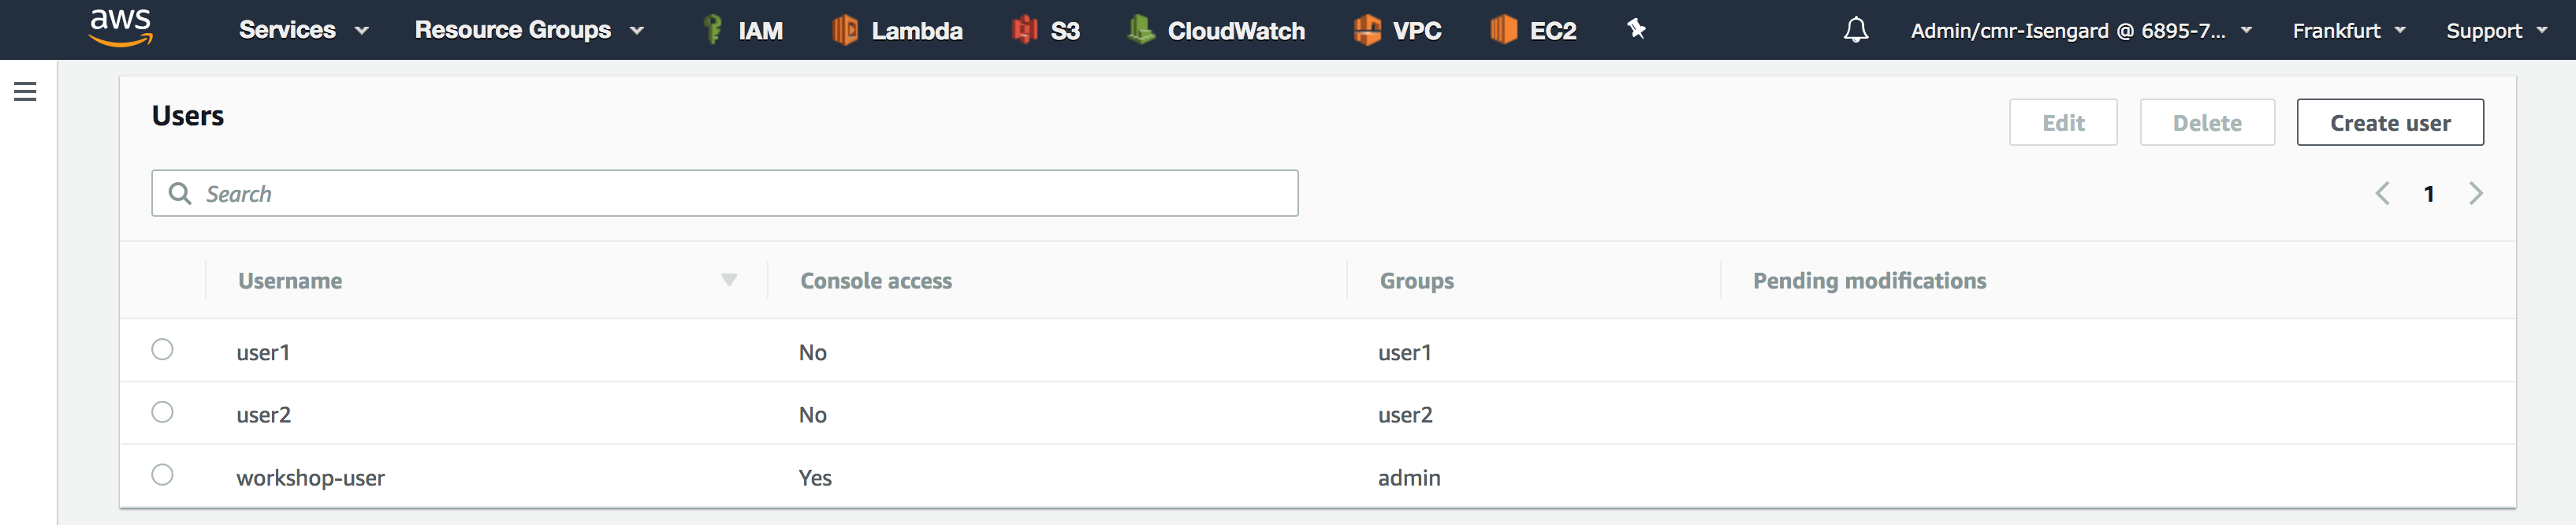 aws Services Resource Groups IAM Lambda S3 CloudWatch VPC EC2 Admin/cmr-Isengard @ 6895-7... Frankfurt Support
Users Edit Delete Create user
Search 1
Username Console access Groups Pending modifications
user1 No user1
user2 No user2
workshop-user Yes admin